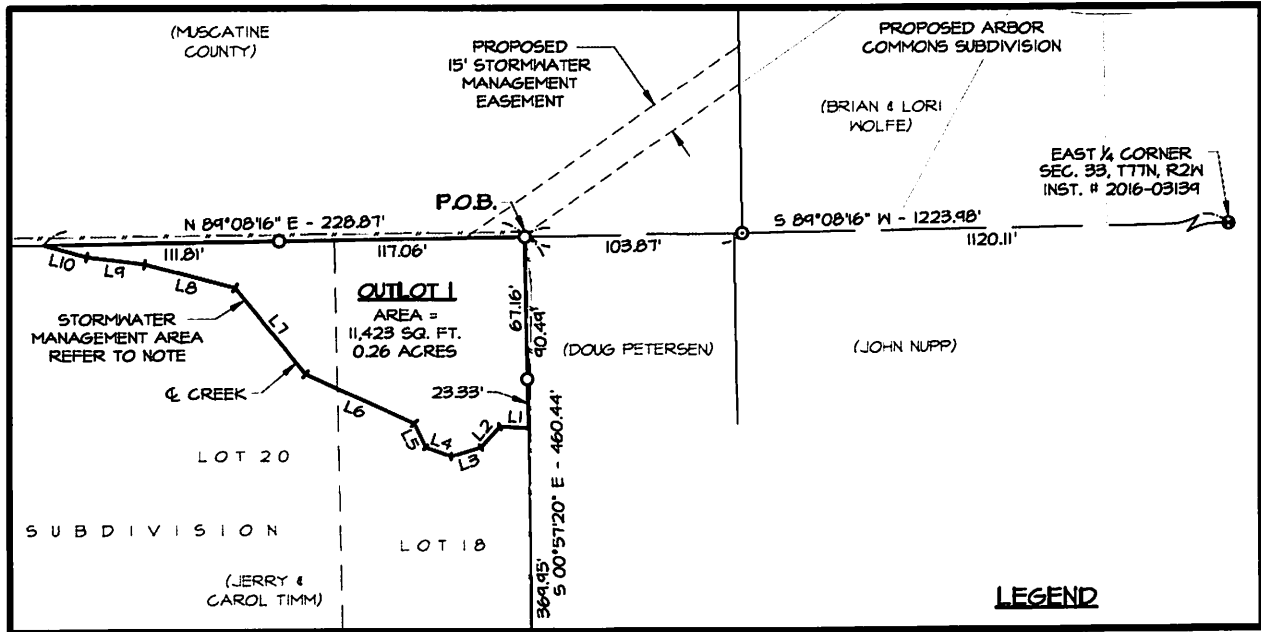 (MUSCATINE
COUNTY)
PROPOSED
15' STORMWATER
MANAGEMENT
EASEMENT
PROPOSED ARBOR
COMMONS SUBDIVISION
(BRIAN & LORI
WOLFE)
EAST ¼ CORNER
SEC. 33, T77N, R2W
INST. # 2016-03139
P.O.B.
N 89°08'16" E - 228.87'
S 89°08'16" W - 1223.98'
111.81'
117.06'
103.87'
1120.11'
L10
L9
L8
L7
L6
L5
L4
L3
L2
L1
OUTLOT 1
AREA =
11,423 SQ. FT.
0.26 ACRES
67.16'
90.49'
23.33'
STORMWATER
MANAGEMENT AREA
REFER TO NOTE
(DOUG PETERSEN)
(JOHN NUPP)
℄ CREEK
LOT 20
SUBDIVISION
LOT 18
(JERRY &
CAROL TIMM)
369.95'
S 00°57'20" E - 460.44'
LEGEND